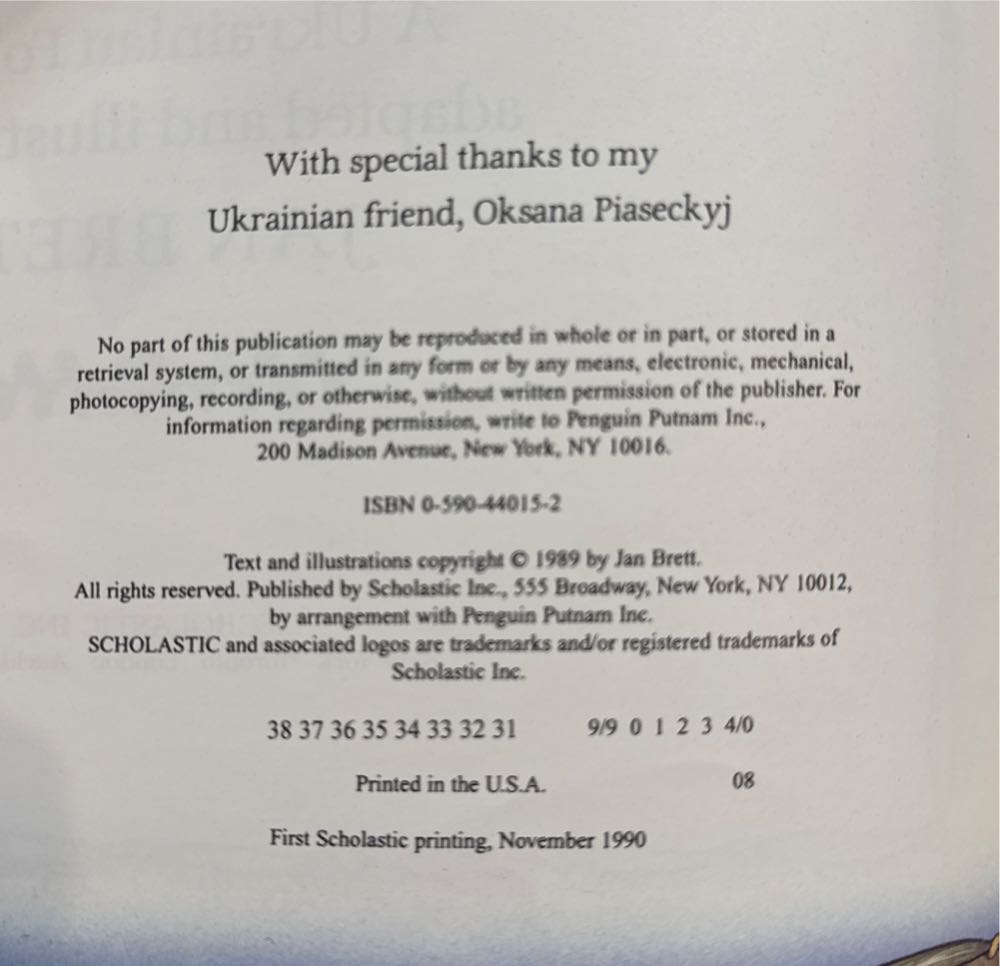 With special thanks to my
Ukrainian friend, Oksana Piaseckyj
No part of this publication may be reproduced in whole or in part, or stored in a
retrieval system, or transmitted in any form or by any means, electronic, mechanical,
photocopying, recording, or otherwise, without written permission of the publisher. For
information regarding permission, write to Penguin Putnam Inc.,
200 Madison Avenue, New York, NY 10016.
ISBN 0-590-44015-2
Text and illustrations copyright © 1989 by Jan Brett.
All rights reserved. Published by Scholastic Inc., 555 Broadway, New York, NY 10012,
by arrangement with Penguin Putnam Inc.
SCHOLASTIC and associated logos are trademarks and/or registered trademarks of
Scholastic Inc.
38 37 36 35 34 33 32 31 9/9 0 1 2 3 4/0
Printed in the U.S.A. 08
First Scholastic printing, November 1990